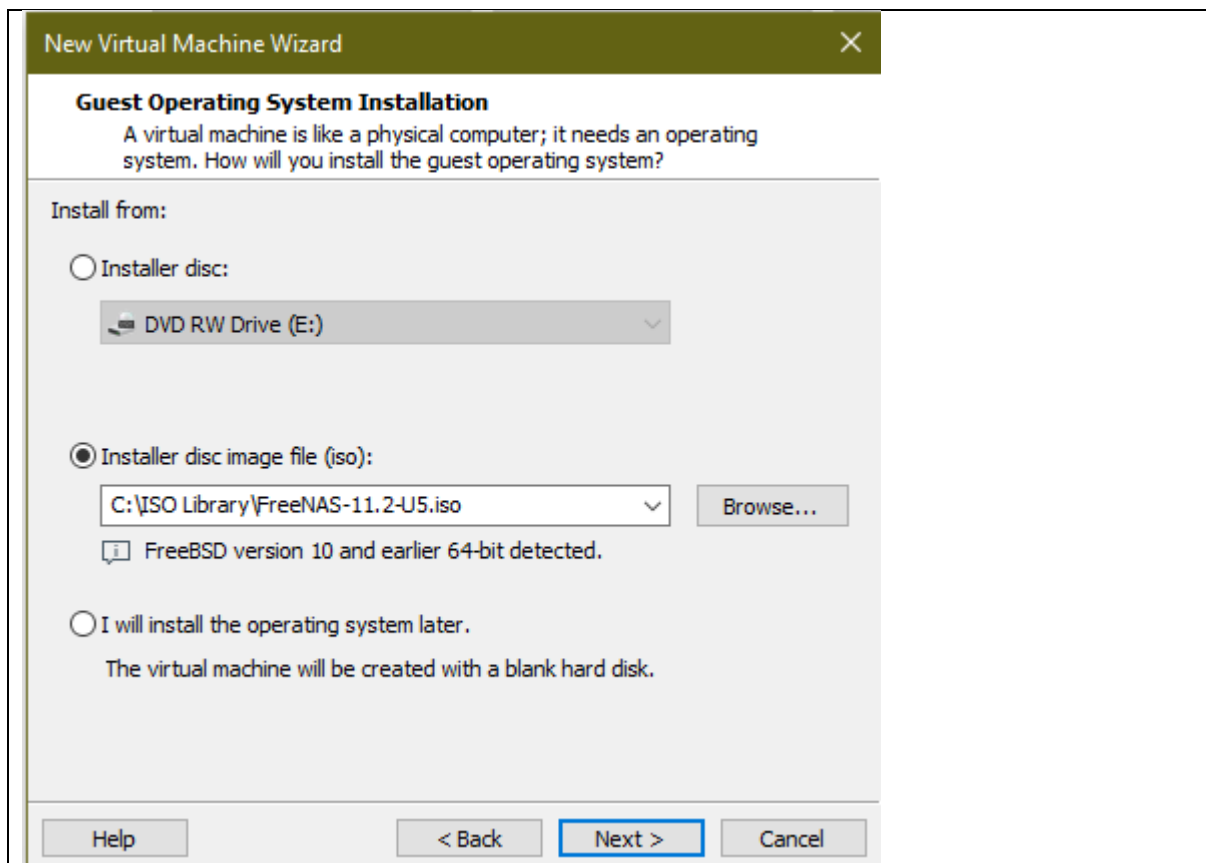 New Virtual Machine Wizard
Guest Operating System Installation
A virtual machine is like a physical computer; it needs an operating
system. How will you install the guest operating system?
Install from:
Installer disc:
DVD RW Drive (E:)
Installer disc image file (iso):
C:\ISO Library\FreeNAS-11.2-U5.iso
Browse...
FreeBSD version 10 and earlier 64-bit detected.
I will install the operating system later.
The virtual machine will be created with a blank hard disk.
Help
< Back
Next >
Cancel